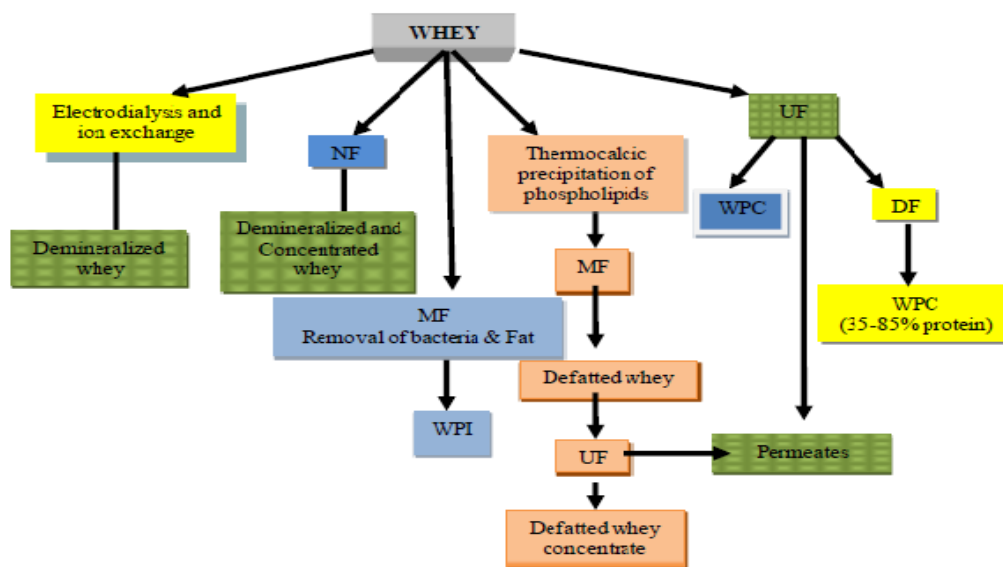 WHEY
Electrodialysis and
ion exchange
Demineralized
whey
NF
Demineralized and
Concentrated
whey
MF
Removal of bacteria & Fat
WPI
Thermocalcic
precipitation of
phospholipids
MF
Defatted whey
UF
Defatted whey
concentrate
UF
WPC
DF
WPC
(35-85% protein)
Permeates